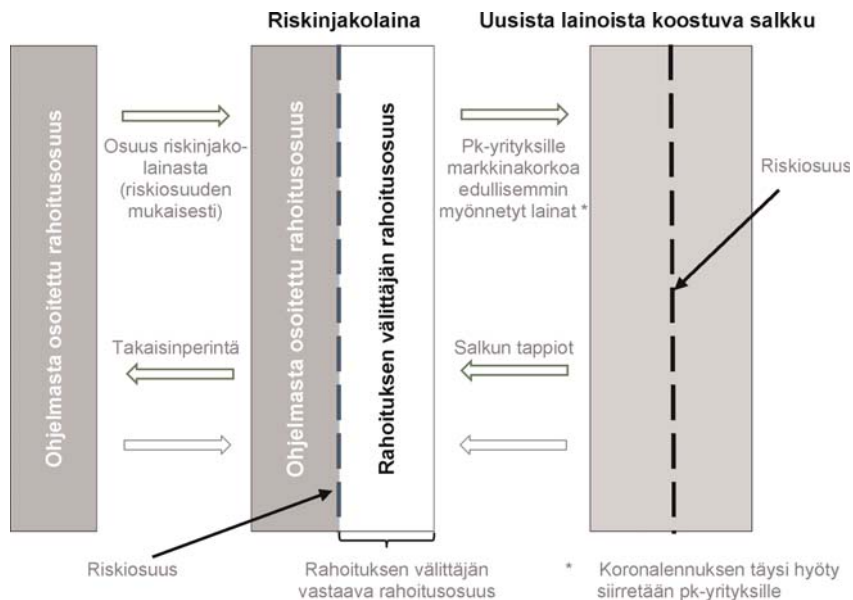 Riskinjakolaina
Uusista lainoista koostuva salkku
Ohjelmasta osoitettu rahoitusosuus
Osuus riskinjako-
lainasta
(riskiosuuden
mukaisesti)
Takaisinperintä
Ohjelmasta osoitettu rahoitusosuus
Rahoituksen välittäjän rahoitusosuus
Pk-yrityksille
markkinakorkoa
edullisemmin
myönnetyt lainat *
Salkun tappiot
Riskiosuus
Riskiosuus
Rahoituksen välittäjän
vastaava rahoitusosuus
* Koronalennuksen täysi hyöty
siirretään pk-yrityksille